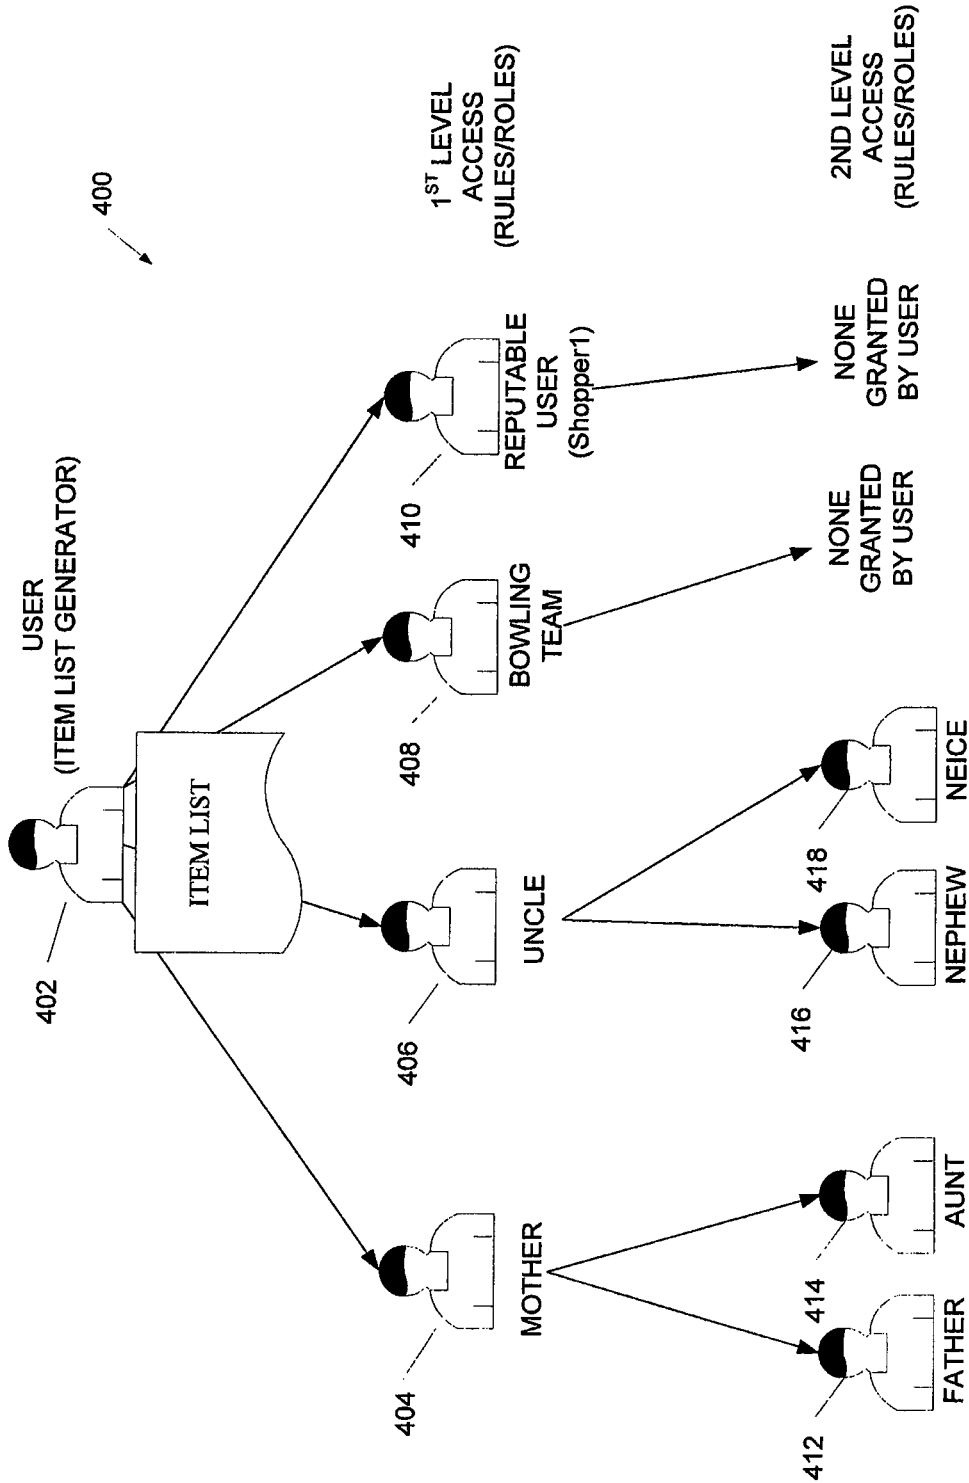 USER
(ITEM LIST GENERATOR)
400
402
ITEM LIST
1ST LEVEL
ACCESS
(RULES/ROLES)
404
MOTHER
406
UNCLE
408
BOWLING
TEAM
410
REPUTABLE
USER
(Shopper1)
2ND LEVEL
ACCESS
(RULES/ROLES)
412
FATHER
414
AUNT
416
NEPHEW
418
NEICE
NONE
GRANTED
BY USER
NONE
GRANTED
BY USER